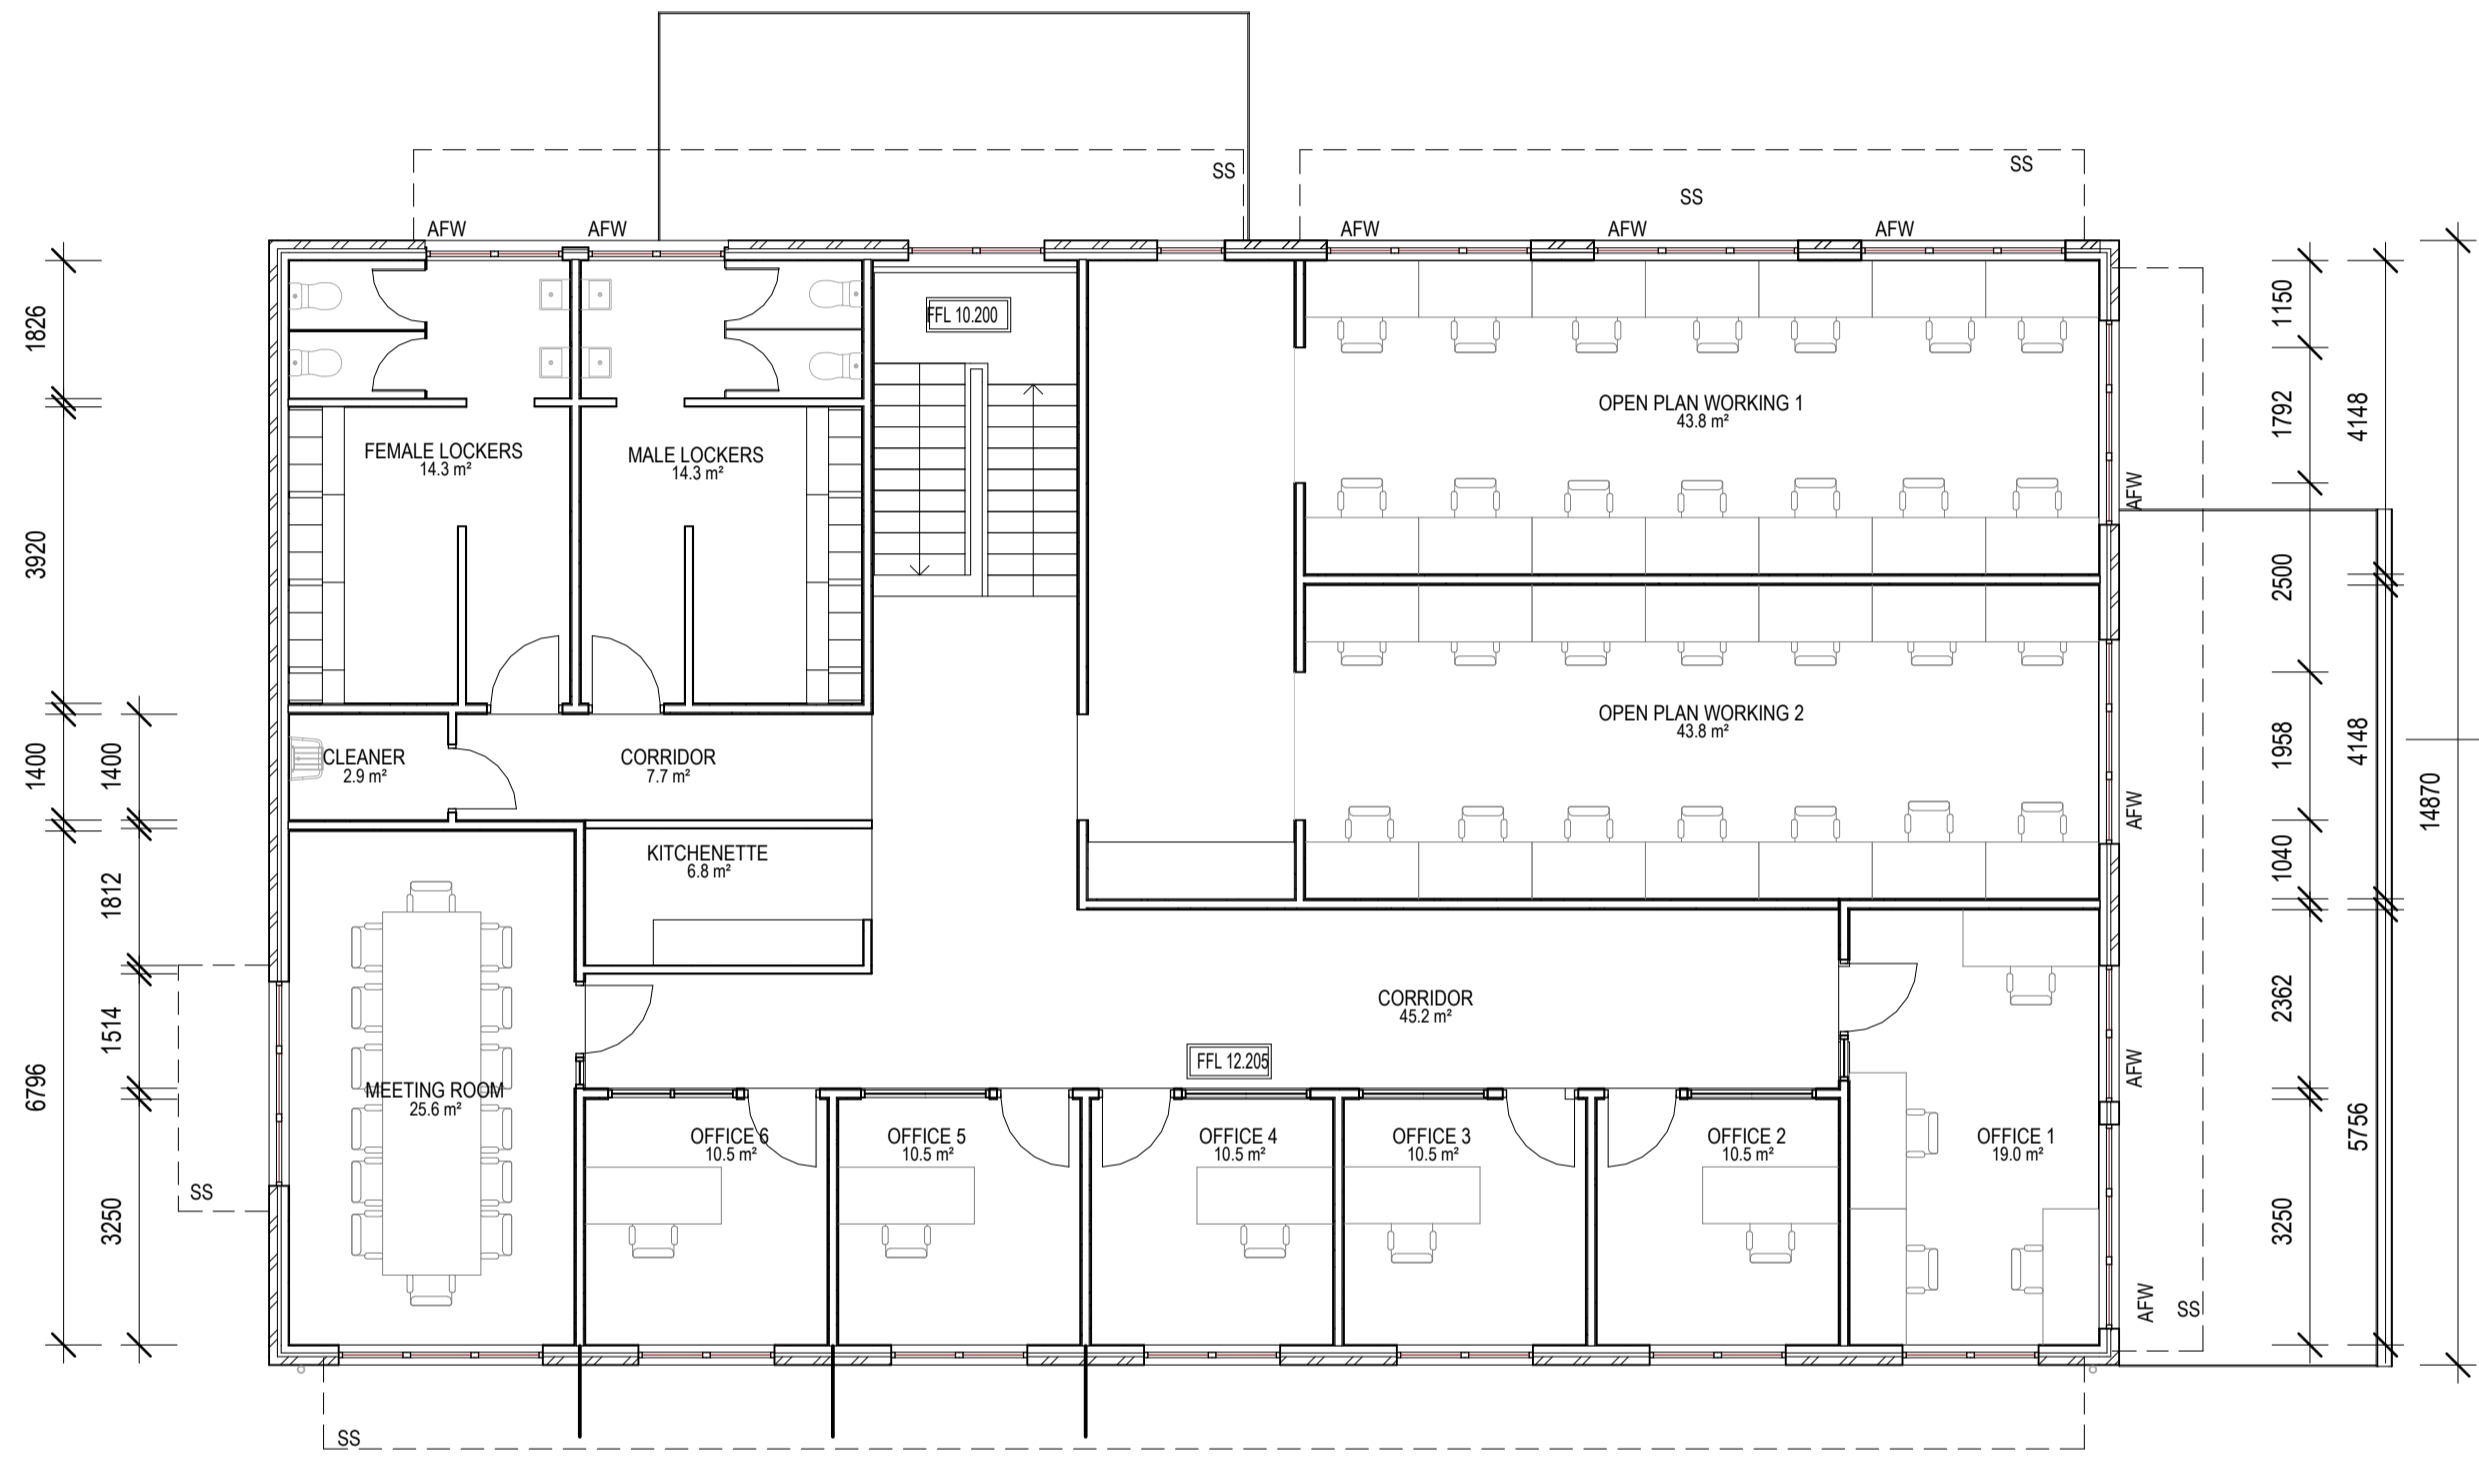 SS
SS
SS
AFW
AFW
AFW
AFW
AFW
FFL 10.200
1826
3920
1400
6796
1400
1812
1514
3250
FEMALE LOCKERS
14.3 m²
MALE LOCKERS
14.3 m²
OPEN PLAN WORKING 1
43.8 m²
OPEN PLAN WORKING 2
43.8 m²
CLEANER
2.9 m²
CORRIDOR
7.7 m²
KITCHENETTE
6.8 m²
CORRIDOR
45.2 m²
FFL 12.205
MEETING ROOM
25.6 m²
OFFICE 6
10.5 m²
OFFICE 5
10.5 m²
OFFICE 4
10.5 m²
OFFICE 3
10.5 m²
OFFICE 2
10.5 m²
OFFICE 1
19.0 m²
AFW
AFW
AFW
AFW
SS
SS
SS
1150
1792
2500
1958
1040
2362
3250
4148
4148
5756
14870